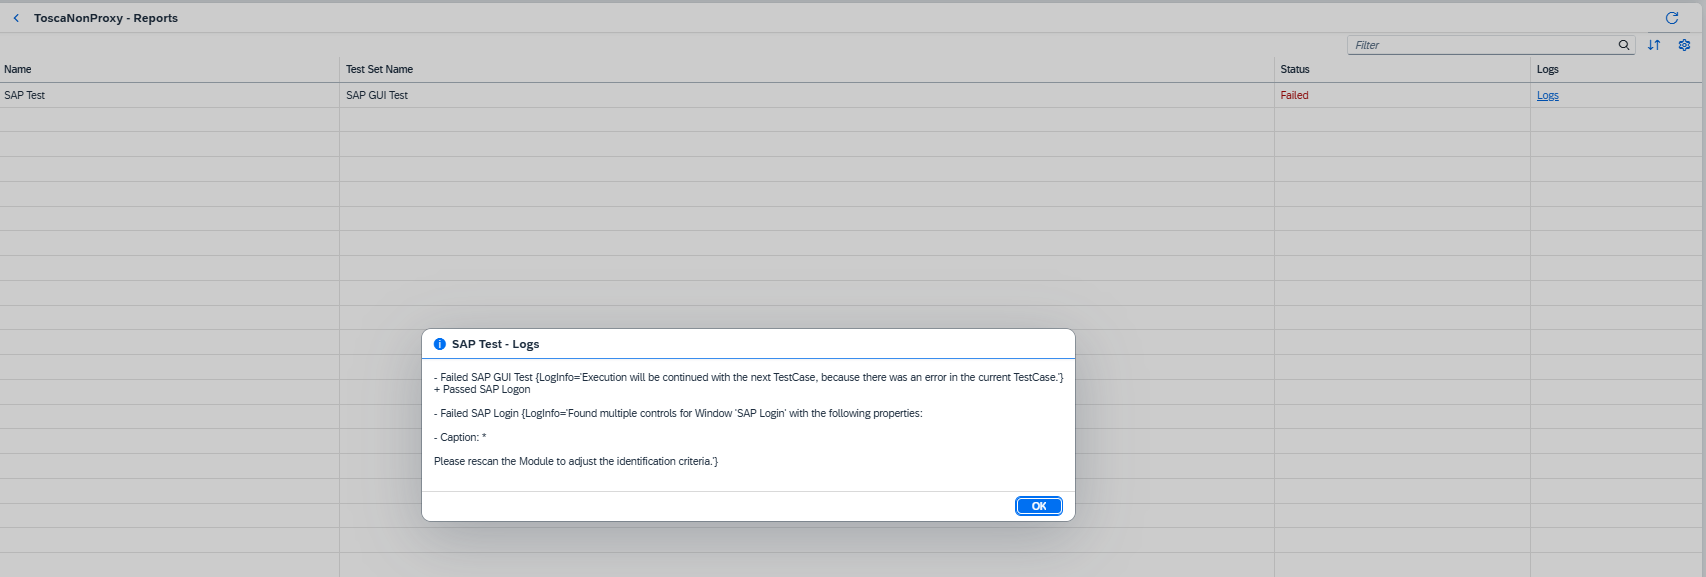 ToscaNonProxy - Reports
Filter
Name Test Set Name Status Logs
SAP Test SAP GUI Test Failed Logs
SAP Test - Logs
- Failed SAP GUI Test {LogInfo='Execution will be continued with the next TestCase, because there was an error in the current TestCase.'}
+ Passed SAP Logon
- Failed SAP Login {LogInfo='Found multiple controls for Window 'SAP Login' with the following properties:
- Caption: *
Please rescan the Module to adjust the identification criteria.'}
OK